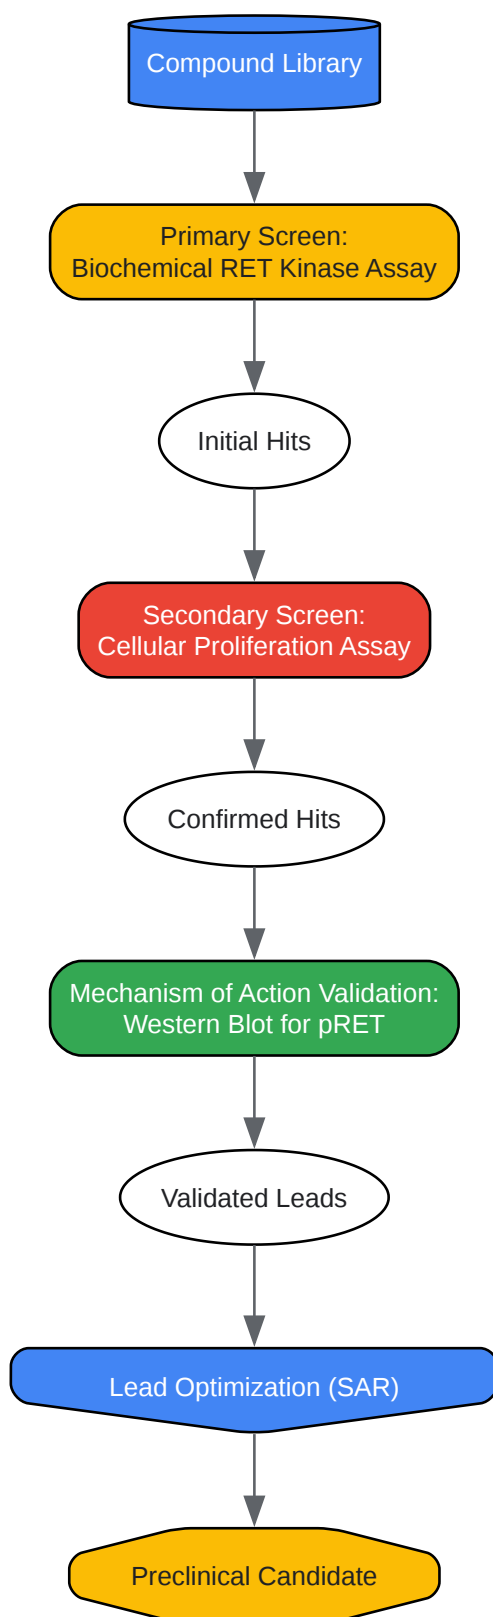 Compound Library
Primary Screen:
Biochemical RET Kinase Assay
Initial Hits
Secondary Screen:
Cellular Proliferation Assay
Confirmed Hits
Mechanism of Action Validation:
Western Blot for pRET
Validated Leads
Lead Optimization (SAR)
Preclinical Candidate